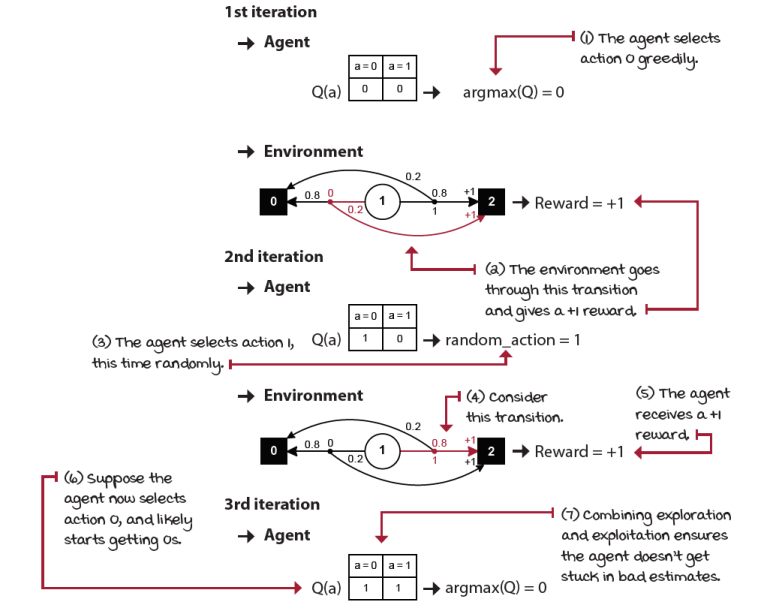 1st iteration
→ Agent
(1) The agent selects
action 0 greedily.
a=0 a=1
Q(a) 0 0 → argmax(Q) = 0
→ Environment
0.2
0 0.8 0 0.2 1 0.8 1 +1 +1 2 → Reward = +1
2nd iteration
→ Agent
(2) The environment goes
through this transition
and gives a +1 reward.
a=0 a=1
Q(a) 1 0 → random_action = 1
(3) The agent selects action 1,
this time randomly.
→ Environment
(4) Consider
this transition.
(5) The agent
receives a +1
reward.
0.2
0 0.8 0 0.2 1 0.8 1 +1 +1 2 → Reward = +1
(6) Suppose the
agent now selects
action 0, and likely
starts getting 0s.
3rd iteration
→ Agent
(7) Combining exploration
and exploitation ensures
the agent doesn't get
stuck in bad estimates.
a=0 a=1
Q(a) 1 1 → argmax(Q) = 0